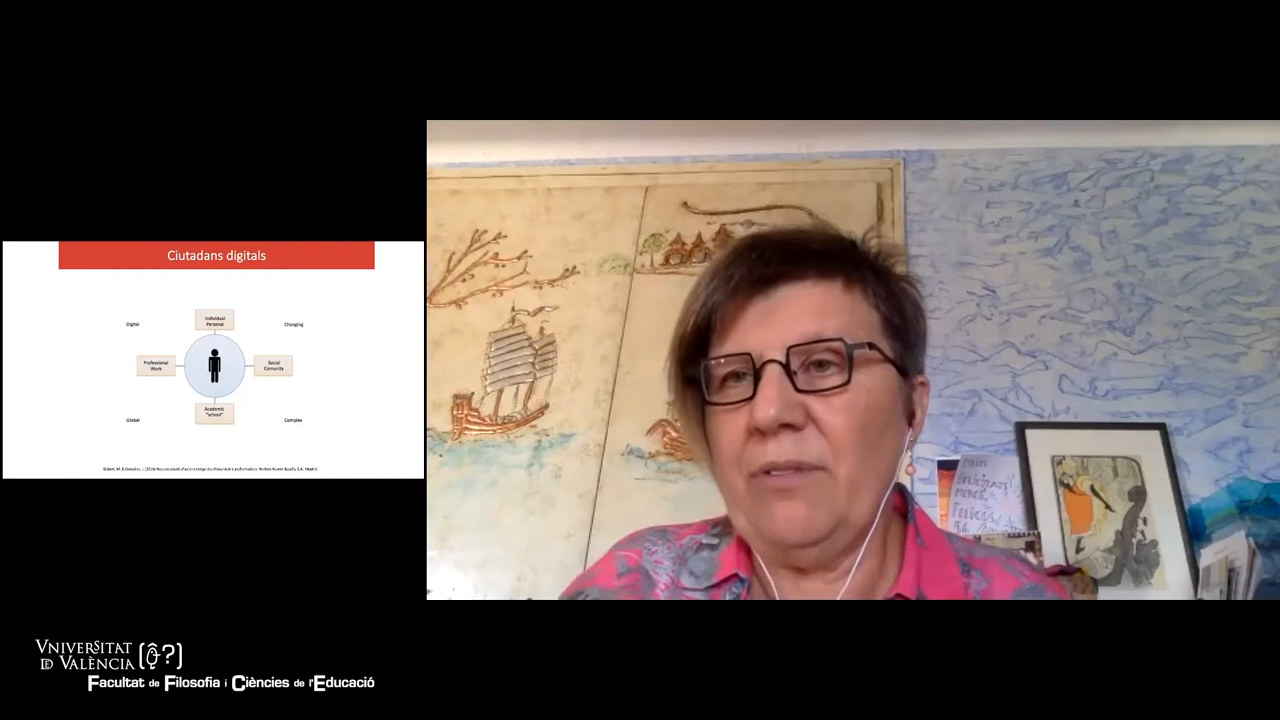 Ciutadans digitals
Digital
Individual
Personal
Changing
Professional
Work
Social
Comunity
Academic
"school"
Global
Complex
VNIVERSITAT
DE VALÈNCIA
Facultat de Filosofia i Ciències de l'Educació